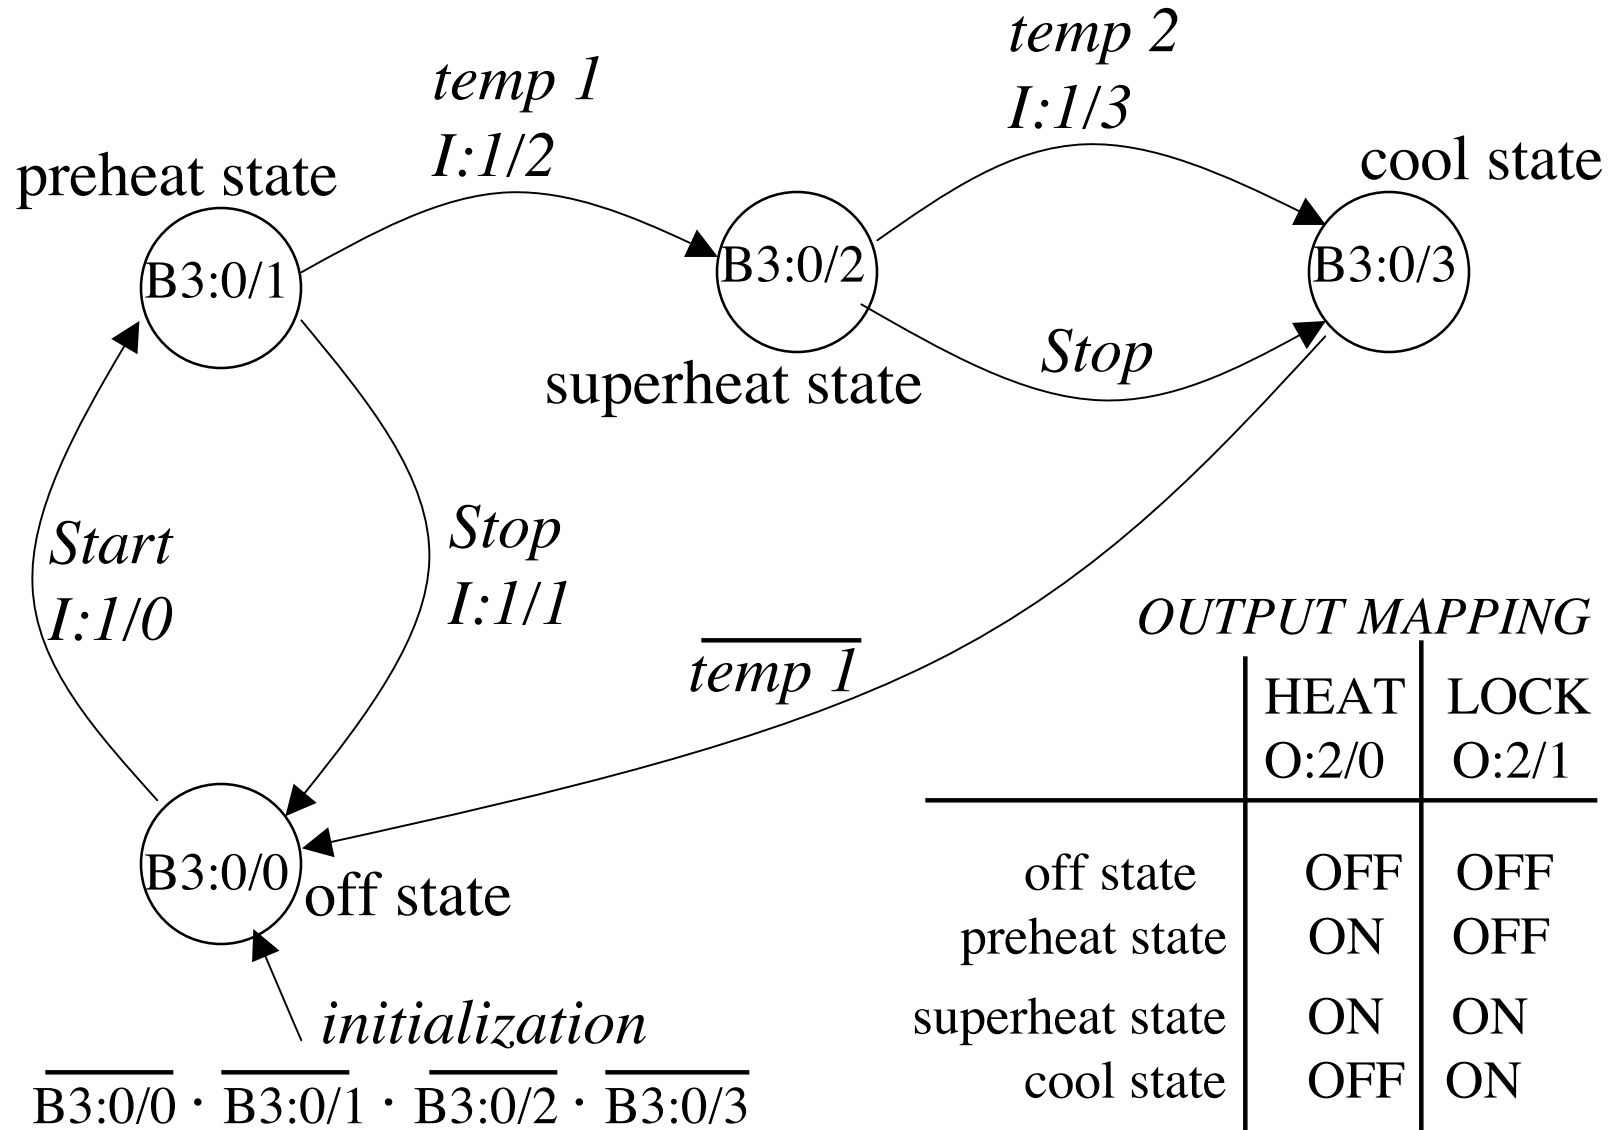 temp 2
I:1/3
temp 1
I:1/2
preheat state
cool state
B3:0/1
B3:0/2
B3:0/3
Stop
superheat state
Start
I:1/0
Stop
I:1/1
temp 1
OUTPUT MAPPING
HEAT LOCK
O:2/0 O:2/1
B3:0/0
off state
off state OFF OFF
preheat state ON OFF
superheat state ON ON
cool state OFF ON
initialization
B3:0/0 · B3:0/1 · B3:0/2 · B3:0/3